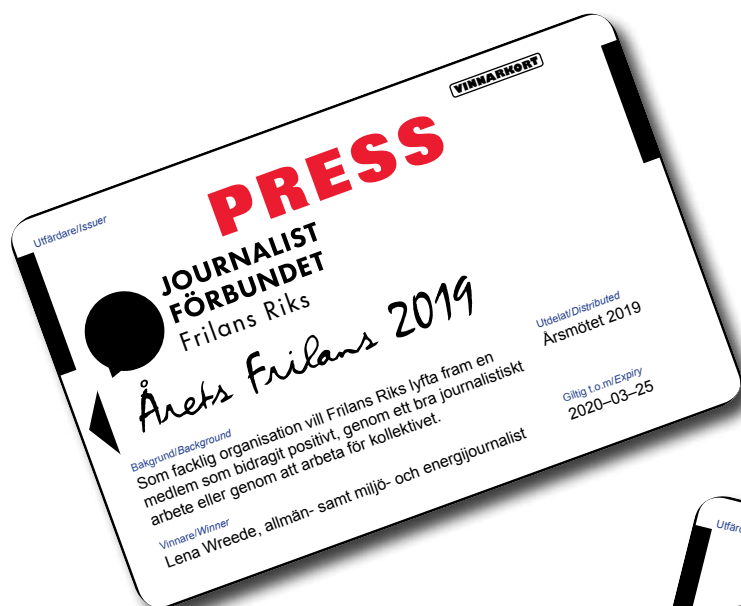 VINNARKORT
PRESS
Utfärdare/Issuer
JOURNALIST
FÖRBUNDET
Frilans Riks
Årets Frilans 2019
Utdelat/Distributed
Årsmötet 2019
Bakgrund/Background
Som facklig organisation vill Frilans Riks lyfta fram en
medlem som bidragit positivt, genom ett bra journalistiskt
arbete eller genom att arbeta för kollektivet.
Giltig t.o.m/Expiry
2020–03–25
Vinnare/Winner
Lena Wreede, allmän- samt miljö- och energijournalist